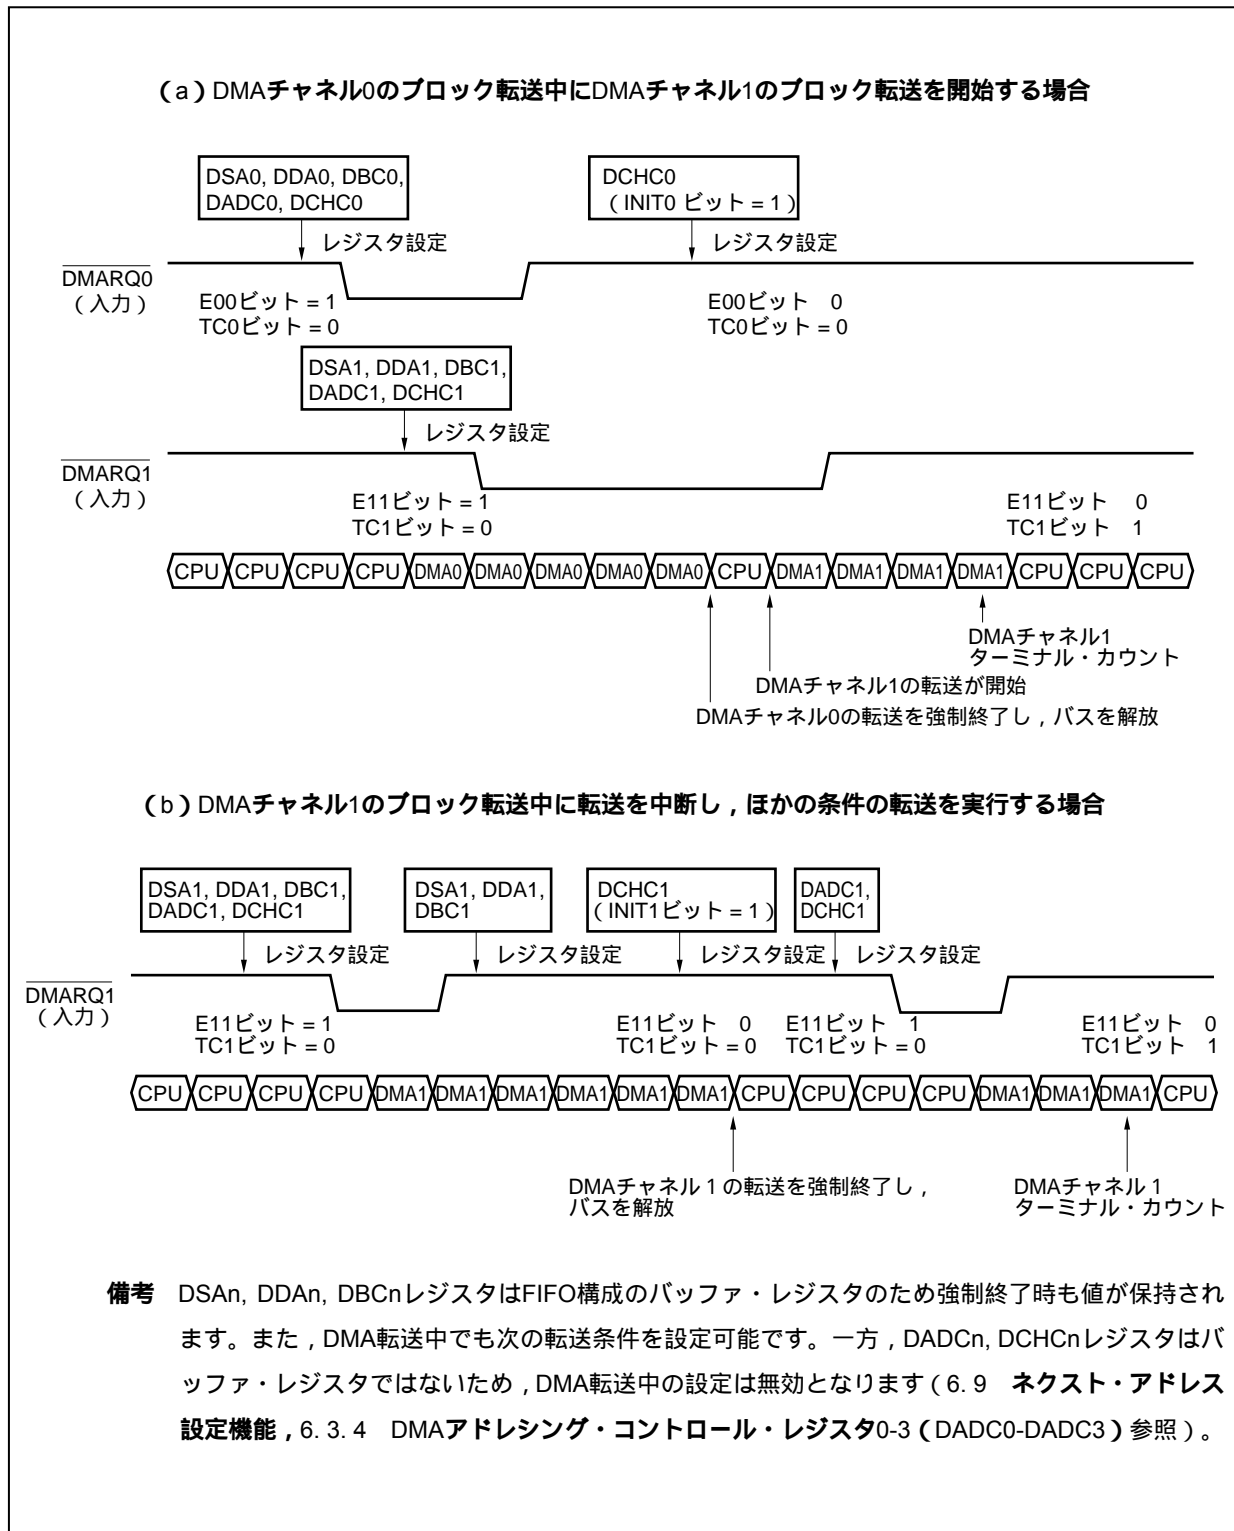 (a) DMAチャネル0のブロック転送中にDMAチャネル1のブロック転送を開始する場合
DSA0, DDA0, DBC0,
DADC0, DCHC0
DCHC0
(INIT0 ビット = 1)
レジスタ設定
レジスタ設定
DMARQ0
(入力)
E00ビット = 1
TC0ビット = 0
E00ビット 0
TC0ビット = 0
DSA1, DDA1, DBC1,
DADC1, DCHC1
レジスタ設定
DMARQ1
(入力)
E11ビット = 1
TC1ビット = 0
E11ビット 0
TC1ビット 1
CPU CPU CPU CPU DMA0 DMA0 DMA0 DMA0 DMA0 CPU DMA1 DMA1 DMA1 DMA1 CPU CPU CPU
DMAチャネル1
ターミナル・カウント
DMAチャネル1の転送が開始
DMAチャネル0の転送を強制終了し，バスを解放
(b) DMAチャネル1のブロック転送中に転送を中断し，ほかの条件の転送を実行する場合
DSA1, DDA1, DBC1,
DADC1, DCHC1
DSA1, DDA1,
DBC1
DCHC1
(INIT1ビット = 1)
DADC1,
DCHC1
レジスタ設定
レジスタ設定
レジスタ設定
レジスタ設定
DMARQ1
(入力)
E11ビット = 1
TC1ビット = 0
E11ビット 0
TC1ビット = 0
E11ビット 1
TC1ビット = 0
E11ビット 0
TC1ビット 1
CPU CPU CPU CPU DMA1 DMA1 DMA1 DMA1 DMA1 DMA1 CPU CPU CPU CPU DMA1 DMA1 DMA1 CPU
DMAチャネル1の転送を強制終了し，
バスを解放
DMAチャネル1
ターミナル・カウント
備考 DSAn, DDAn, DBCnレジスタはFIFO構成のバッファ・レジスタのため強制終了時も値が保持され
ます。また，DMA転送中でも次の転送条件を設定可能です。一方，DADCn, DCHCnレジスタはバ
ッファ・レジスタではないため，DMA転送中の設定は無効となります（6. 9 ネクスト・アドレス
設定機能，6. 3. 4 DMAアドレシング・コントロール・レジスタ0-3（DADC0-DADC3）参照）。